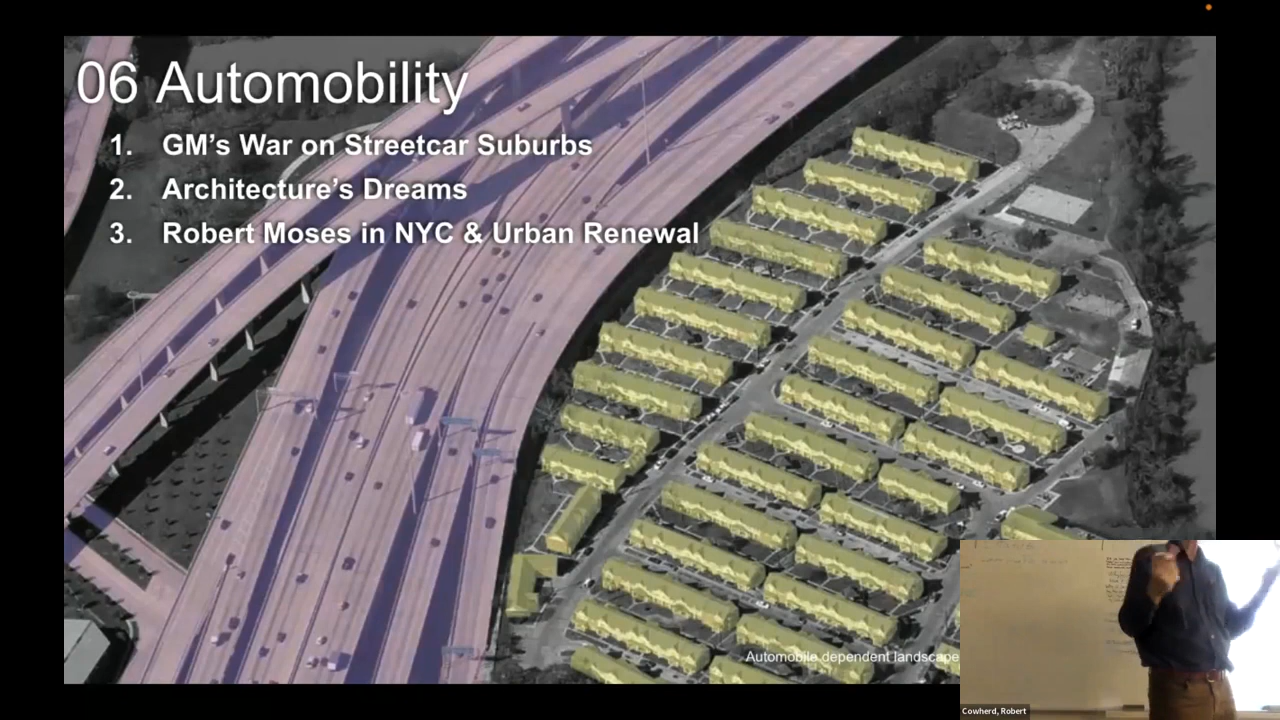 06 Automobility
1. GM's War on Streetcar Suburbs
2. Architecture's Dreams
3. Robert Moses in NYC & Urban Renewal
Automobile dependent landscape
Cowherd, Robert